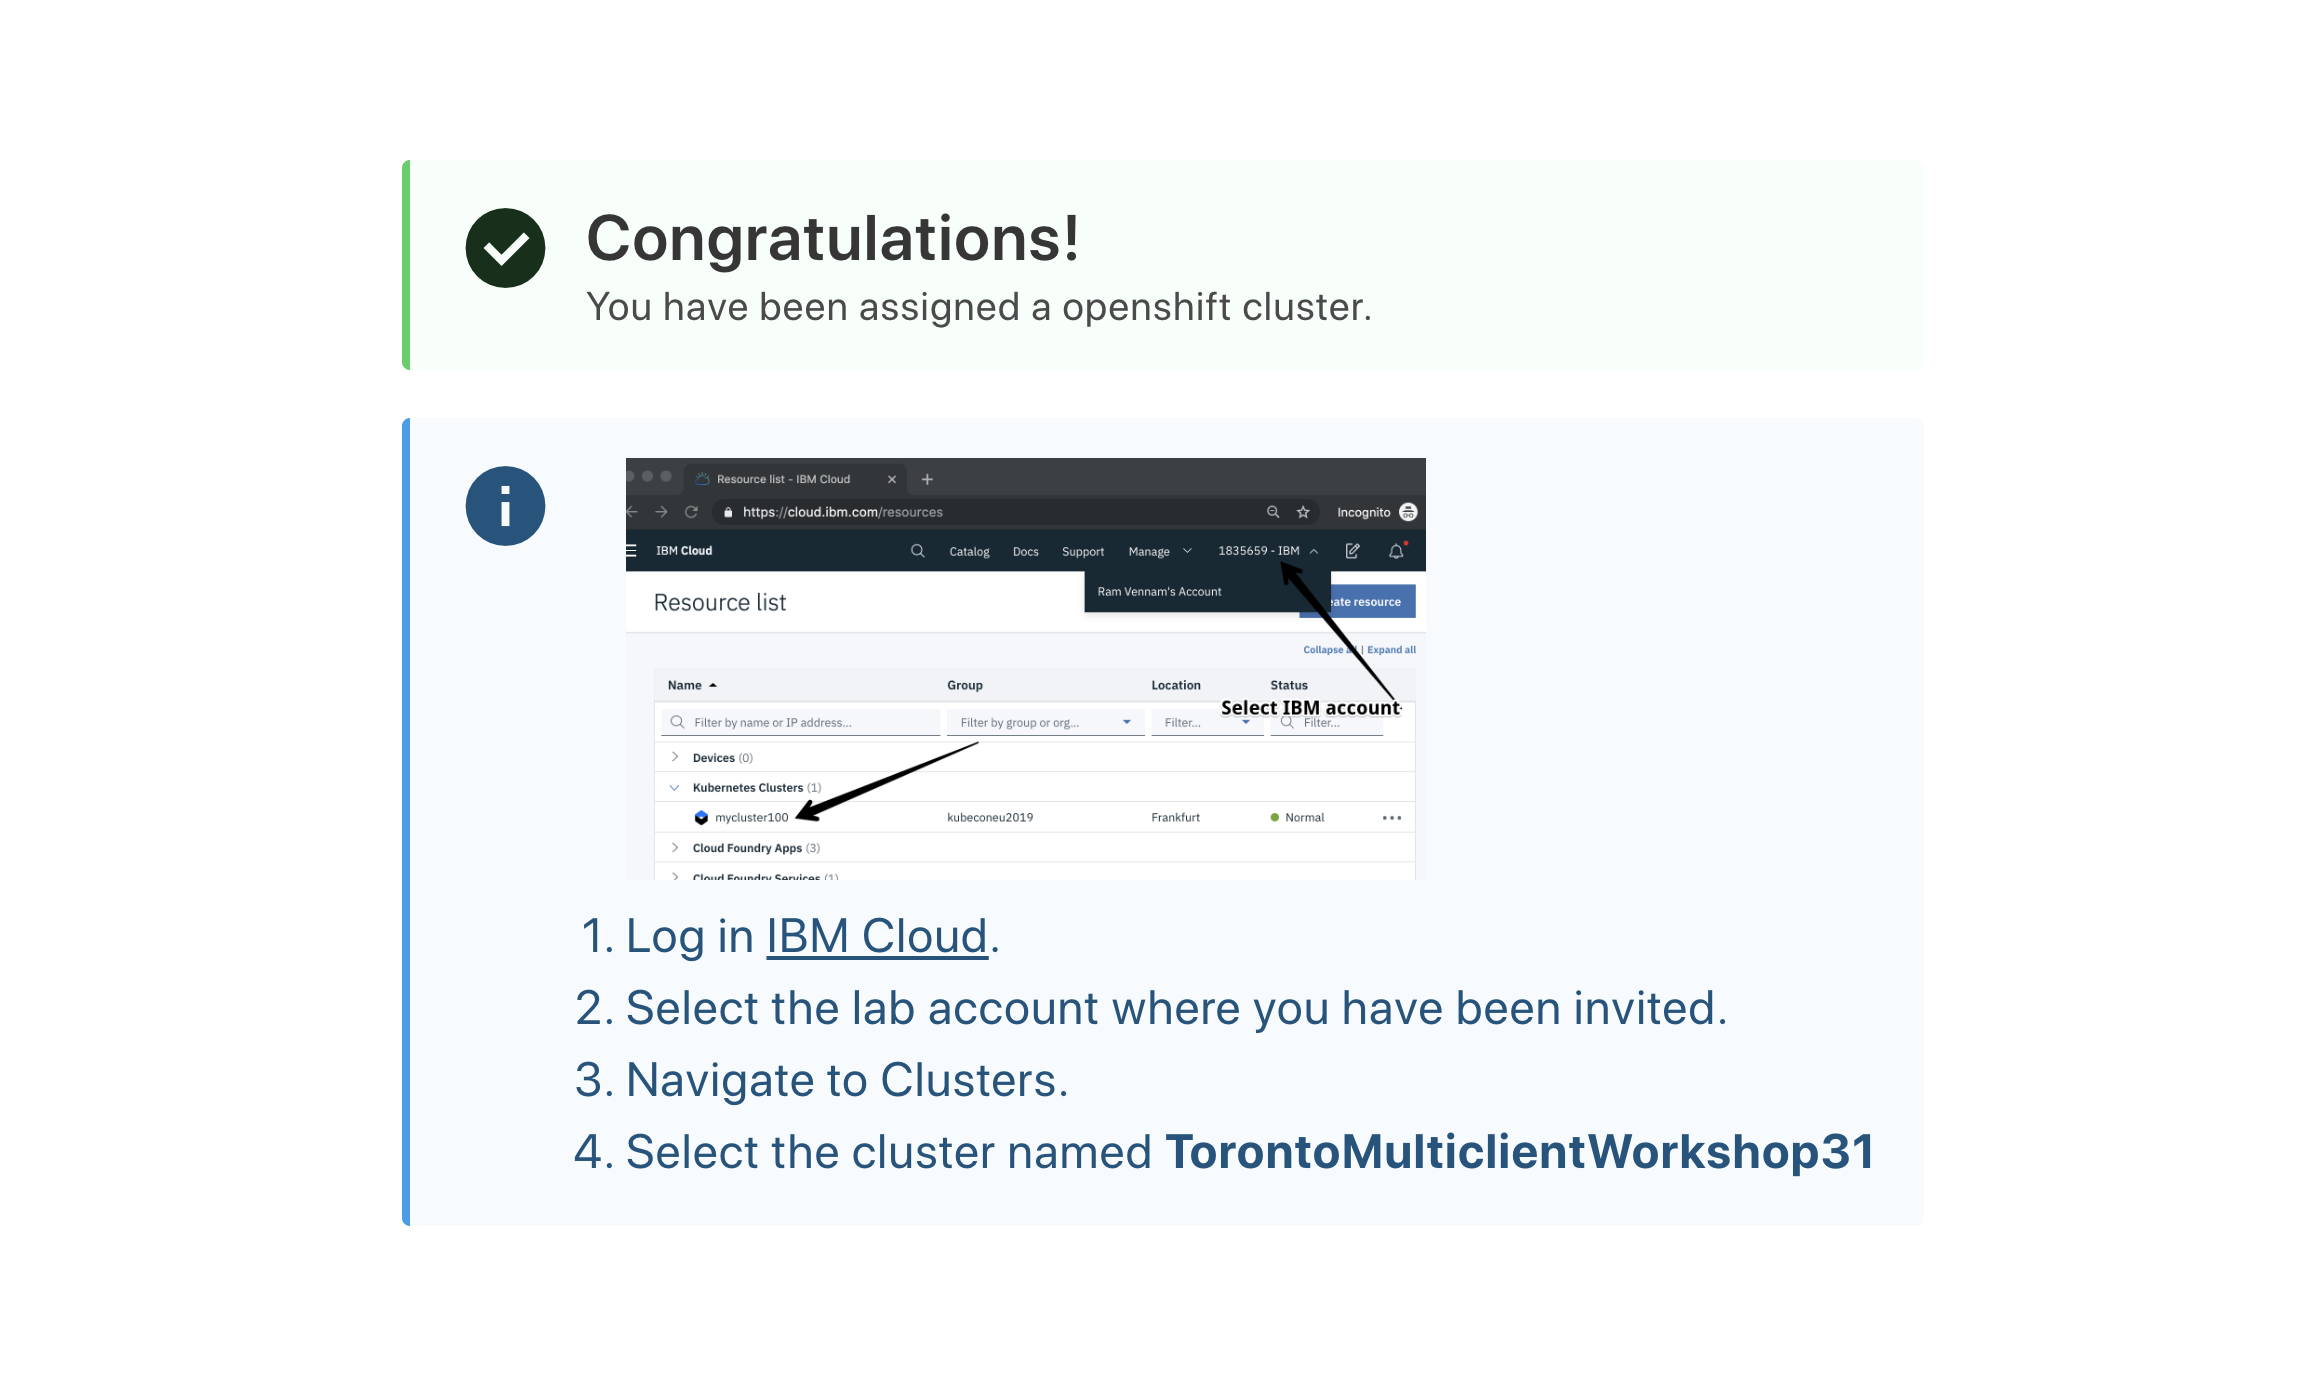 Congratulations!
You have been assigned a openshift cluster.
Resource list - IBM Cloud
https://cloud.ibm.com/resources
Incognito
IBM Cloud
Catalog
Docs
Support
Manage
1835659 - IBM
Ram Vennam's Account
Resource list
eate resource
Collapse all | Expand all
Name
Group
Location
Status
Select IBM account
Filter by name or IP address...
Filter by group or org...
Filter...
Filter...
Devices (0)
Kubernetes Clusters (1)
mycluster100
kubeconeu2019
Frankfurt
Normal
Cloud Foundry Apps (3)
Cloud Foundry Services (1)
1. Log in IBM Cloud.
2. Select the lab account where you have been invited.
3. Navigate to Clusters.
4. Select the cluster named TorontoMulticlientWorkshop31